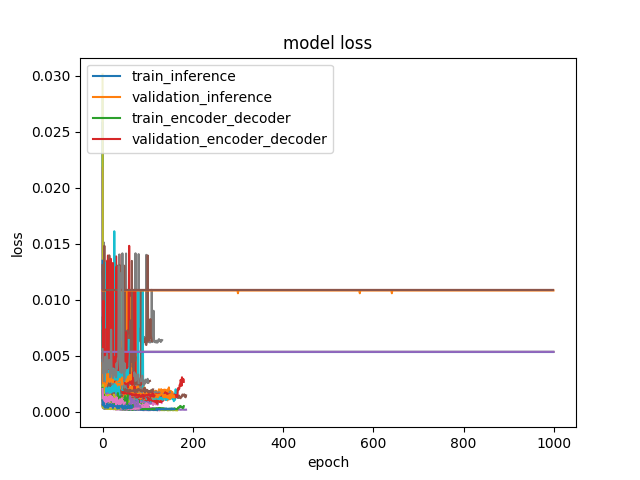 model loss
train_inference
validation_inference
train_encoder_decoder
validation_encoder_decoder
0.030
0.025
0.020
0.015
0.010
0.005
0.000
loss
0 200 400 600 800 1000
epoch